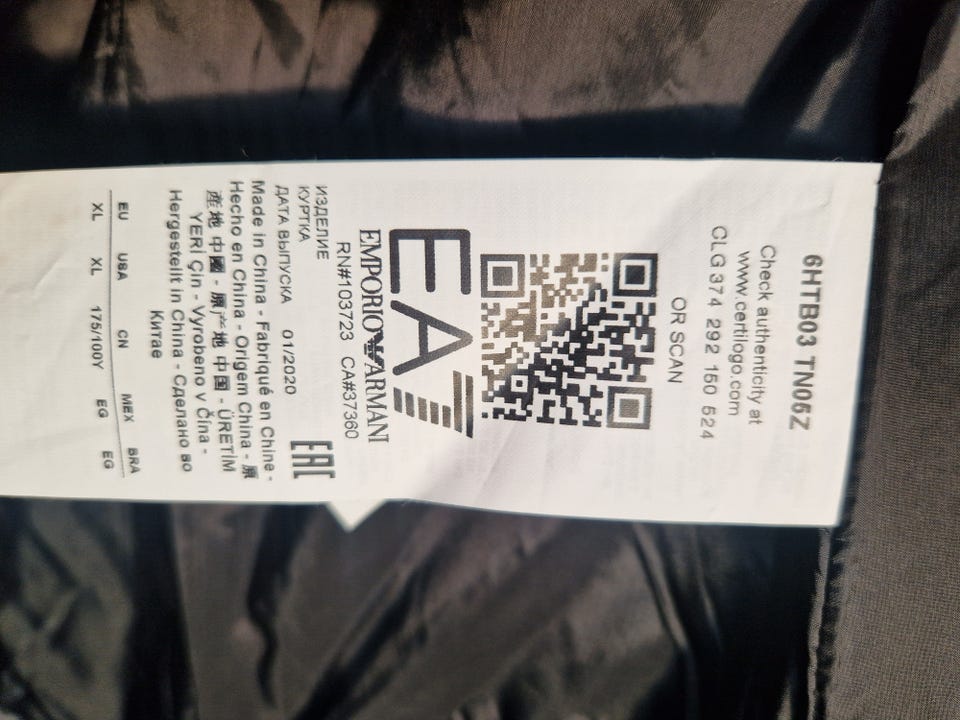 6HTB03 TN05Z
Check authenticity at
www.certilogo.com
CLG 374 292 150 524
OR SCAN
EA7
EMPORIO ARMANI
RN#103723 CA#37360
ИЗДЕЛИЕ
КУРТКА
ДАТА ВЫПУСКА 01/2020
EAC
Made in China - Fabriqué en Chine -
Hecho en China - Origem China - 原
産地 中國 - 原产地 中国 - ÜRETİM
YERİ Çin - Vyrobeno v Čína -
Hergestellt in China - Сделано во
Китае
EU USA CN MEX BRA
XL XL 175/100Y EG EG